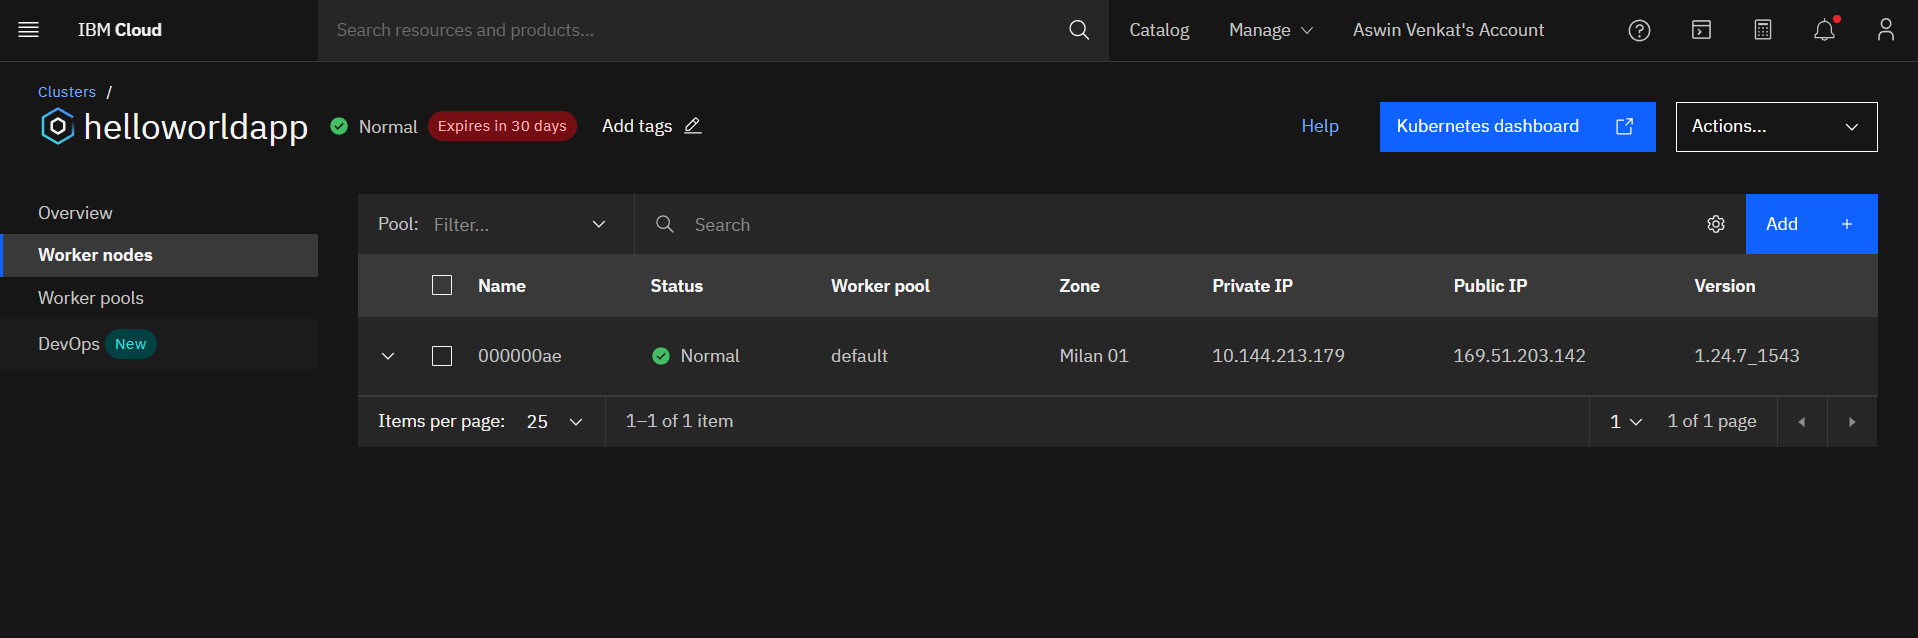 IBM Cloud
Search resources and products...
Catalog
Manage
Aswin Venkat's Account
Clusters /
helloworldapp
Normal
Expires in 30 days
Add tags
Help
Kubernetes dashboard
Actions...
Overview
Worker nodes
Worker pools
DevOps New
Pool: Filter...
Search
Add +
Name Status Worker pool Zone Private IP Public IP Version
000000ae Normal default Milan 01 10.144.213.179 169.51.203.142 1.24.7_1543
Items per page: 25 1–1 of 1 item 1 1 of 1 page